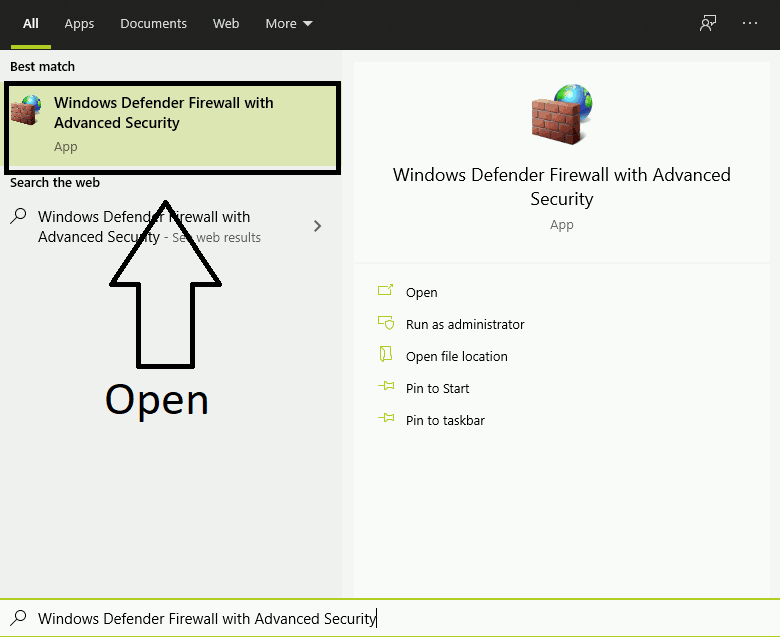 All Apps Documents Web More
Best match
Windows Defender Firewall with
Advanced Security
App
Search the web
Windows Defender Firewall with
Advanced Security - See web results
Open
Windows Defender Firewall with Advanced
Security
App
Open
Run as administrator
Open file location
Pin to Start
Pin to taskbar
Windows Defender Firewall with Advanced Security